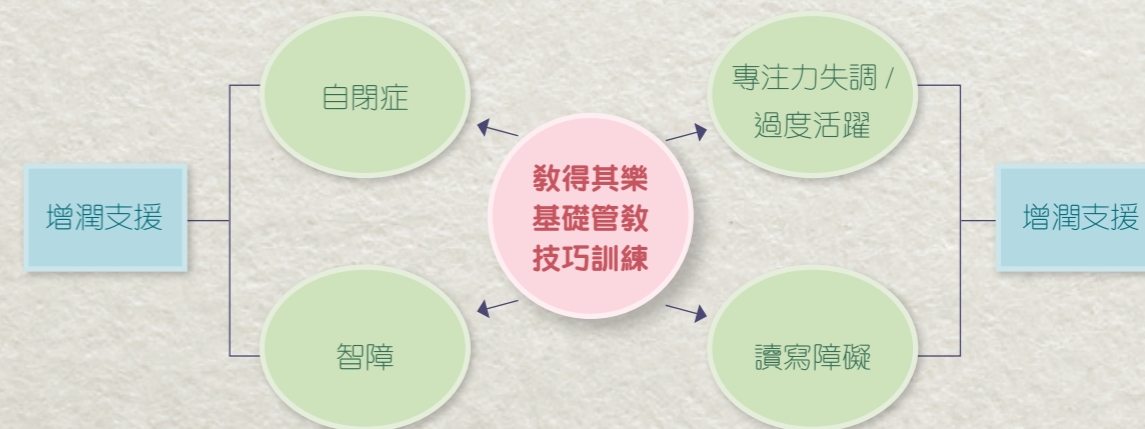 自閉症
專注力失調 /
過度活躍
教得其樂
基礎管教
技巧訓練
增潤支援
增潤支援
智障
讀寫障礙